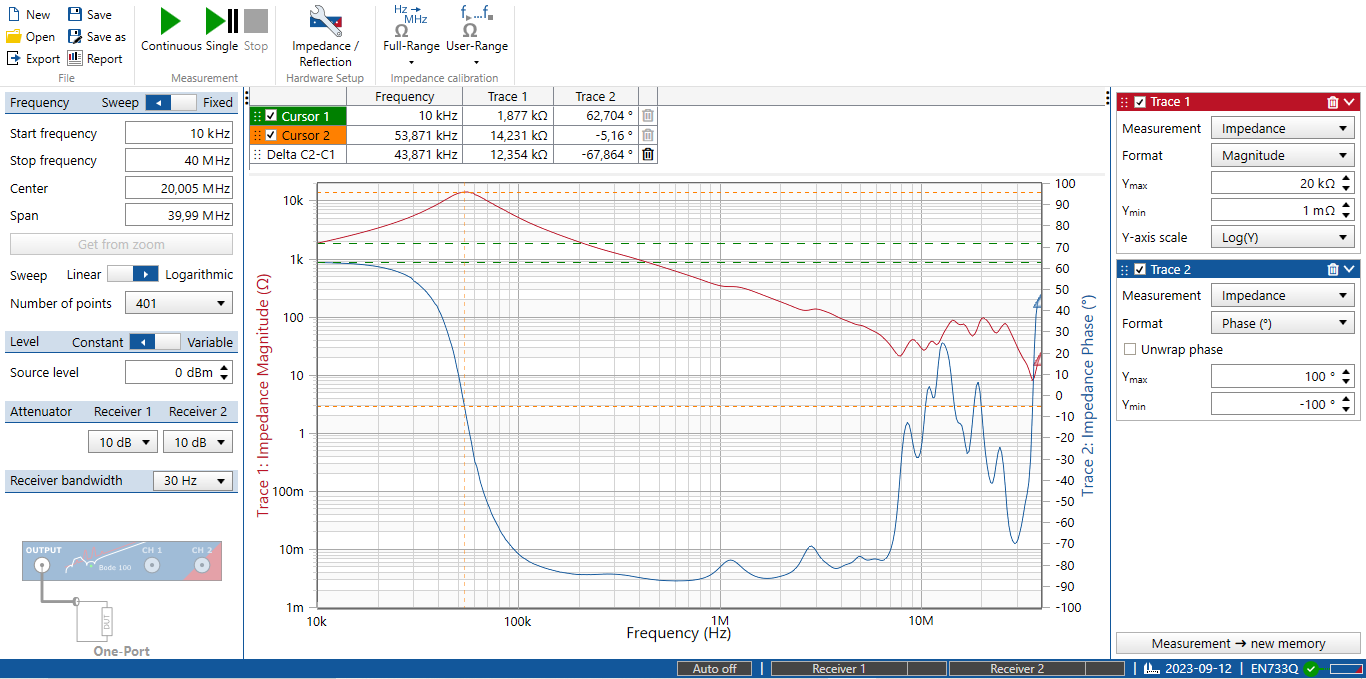 New
Save
Open
Save as
Export
Report
File
Continuous Single Stop
Measurement
Impedance /
Reflection
Hardware Setup
Hz
MHz
Ω
Full-Range
f...f
Ω
User-Range
Impedance calibration
Frequency Sweep Fixed
Start frequency 10 kHz
Stop frequency 40 MHz
Center 20,005 MHz
Span 39,99 MHz
Get from zoom
Sweep Linear Logarithmic
Number of points 401
Level Constant Variable
Source level 0 dBm
Attenuator Receiver 1 Receiver 2
10 dB 10 dB
Receiver bandwidth 30 Hz
OUTPUT CH 1 CH 2
Bode 100
DUT
One-Port
Frequency Trace 1 Trace 2
Cursor 1 10 kHz 1,877 kΩ 62,704 °
Cursor 2 53,871 kHz 14,231 kΩ -5,16 °
Delta C2-C1 43,871 kHz 12,354 kΩ -67,864 °
Trace 1: Impedance Magnitude (Ω)
10k
1k
100
10
1
100m
10m
1m
10k 100k 1M 10M
Frequency (Hz)
100
90
80
70
60
50
40
30
20
10
0
-10
-20
-30
-40
-50
-60
-70
-80
-90
-100
Trace 2: Impedance Phase (°)
Trace 1
Measurement Impedance
Format Magnitude
Ymax 20 kΩ
Ymin 1 mΩ
Y-axis scale Log(Y)
Trace 2
Measurement Impedance
Format Phase (°)
Unwrap phase
Ymax 100 °
Ymin -100 °
Measurement → new memory
Auto off | Receiver 1 Receiver 2 | 2023-09-12 | EN733Q